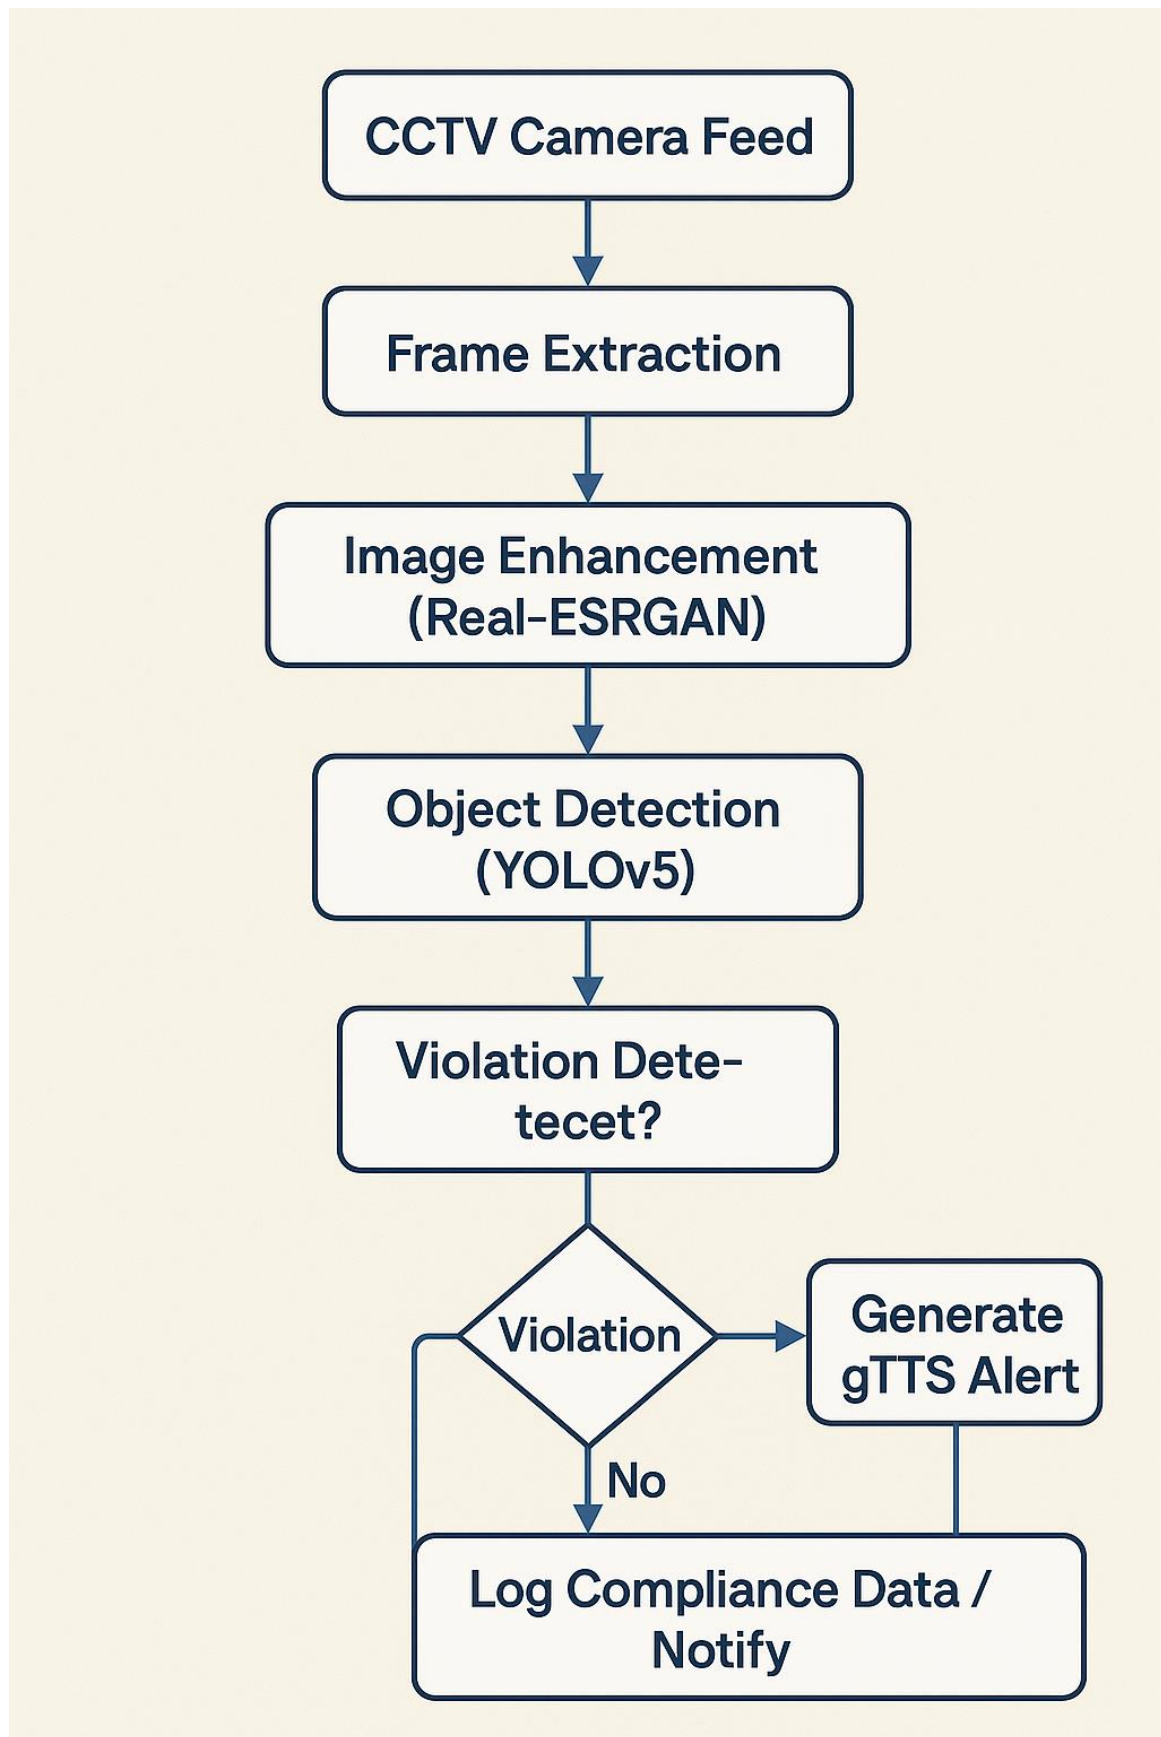 CCTV Camera Feed
Frame Extraction
Image Enhancement
(Real-ESRGAN)
Object Detection
(YOLOv5)
Violation Dete-
tecet?
Violation
Generate
gTTS Alert
No
Log Compliance Data /
Notify